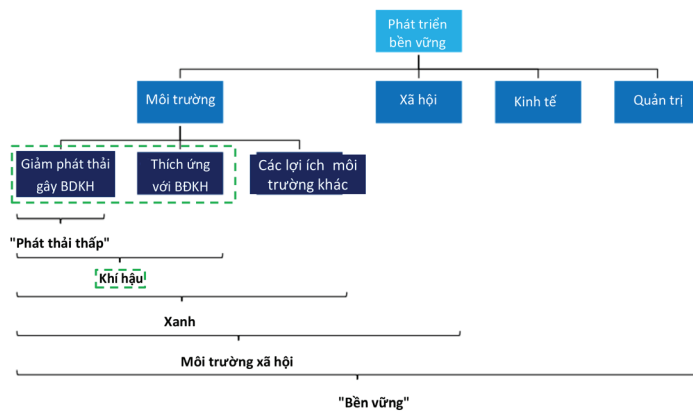 Phát triển
bền vững
Môi trường
Xã hội
Kinh tế
Quản trị
Giảm phát thải
gây BDKH
Thích ứng
với BĐKH
Các lợi ích môi
trường khác
"Phát thải thấp"
Khí hậu
Xanh
Môi trường xã hội
"Bền vững"